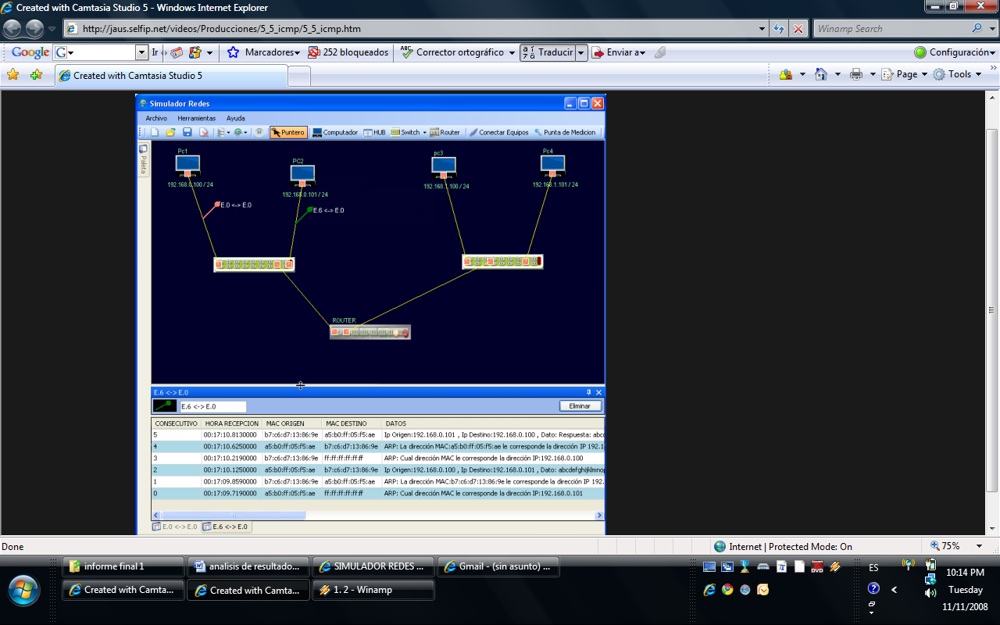 Created with Camtasia Studio 5 - Windows Internet Explorer
http://jaus.selfip.net/videos/Producciones/5_5_icmp/5_5_icmp.htm
Winamp Search
Google G Ir Marcadores 252 bloqueados ABC Corrector ortográfico Traducir Enviar a Configuración
Created with Camtasia Studio 5
Page Tools
Simulador Redes
Archivo Herramientas Ayuda
Puntero Computador HUB Switch Router Conectar Equipos Punta de Medicion
Paleta
Pc1
PC2
pc3
Pc4
192.168.0.100 / 24
192.168.0.101 / 24
192.168.1.100 / 24
192.168.1.101 / 24
E.0 <-> E.0
E.6 <-> E.0
ROUTER
E.6 <-> E.0
E.6 <-> E.0 Eliminar
CONSECUTIVO HORA RECEPCION MAC ORIGEN MAC DESTINO DATOS
5 00:17:10.8130000 b7:c6:d7:13:86:9e a5:b0:ff:05:f5:ae Ip Origen:192.168.0.101 , Ip Destino:192.168.0.100 , Dato: Respuesta: abcd
4 00:17:10.6250000 a5:b0:ff:05:f5:ae b7:c6:d7:13:86:9e ARP: La dirección MAC:a5:b0:ff:05:f5:ae le corresponde la dirección IP 192.1
3 00:17:10.2190000 b7:c6:d7:13:86:9e ff:ff:ff:ff:ff:ff ARP: Cual dirección MAC le corresponde la dirección IP:192.168.0.100
2 00:17:10.1250000 a5:b0:ff:05:f5:ae b7:c6:d7:13:86:9e Ip Origen:192.168.0.100 , Ip Destino:192.168.0.101 , Dato: abcdefghijklmnop
1 00:17:09.8590000 b7:c6:d7:13:86:9e a5:b0:ff:05:f5:ae ARP: La dirección MAC:b7:c6:d7:13:86:9e le corresponde la dirección IP 192.
0 00:17:09.7190000 a5:b0:ff:05:f5:ae ff:ff:ff:ff:ff:ff ARP: Cual dirección MAC le corresponde la dirección IP:192.168.0.101
E.0 <-> E.0 E.6 <-> E.0
Done Internet | Protected Mode: On 75%
informe final 1 analisis de resultado... SIMULADOR REDES ... Gmail - (sin asunto) ... ES 10:14 PM
Created with Camta... Created with Camta... 1. 2 - Winamp Tuesday
11/11/2008